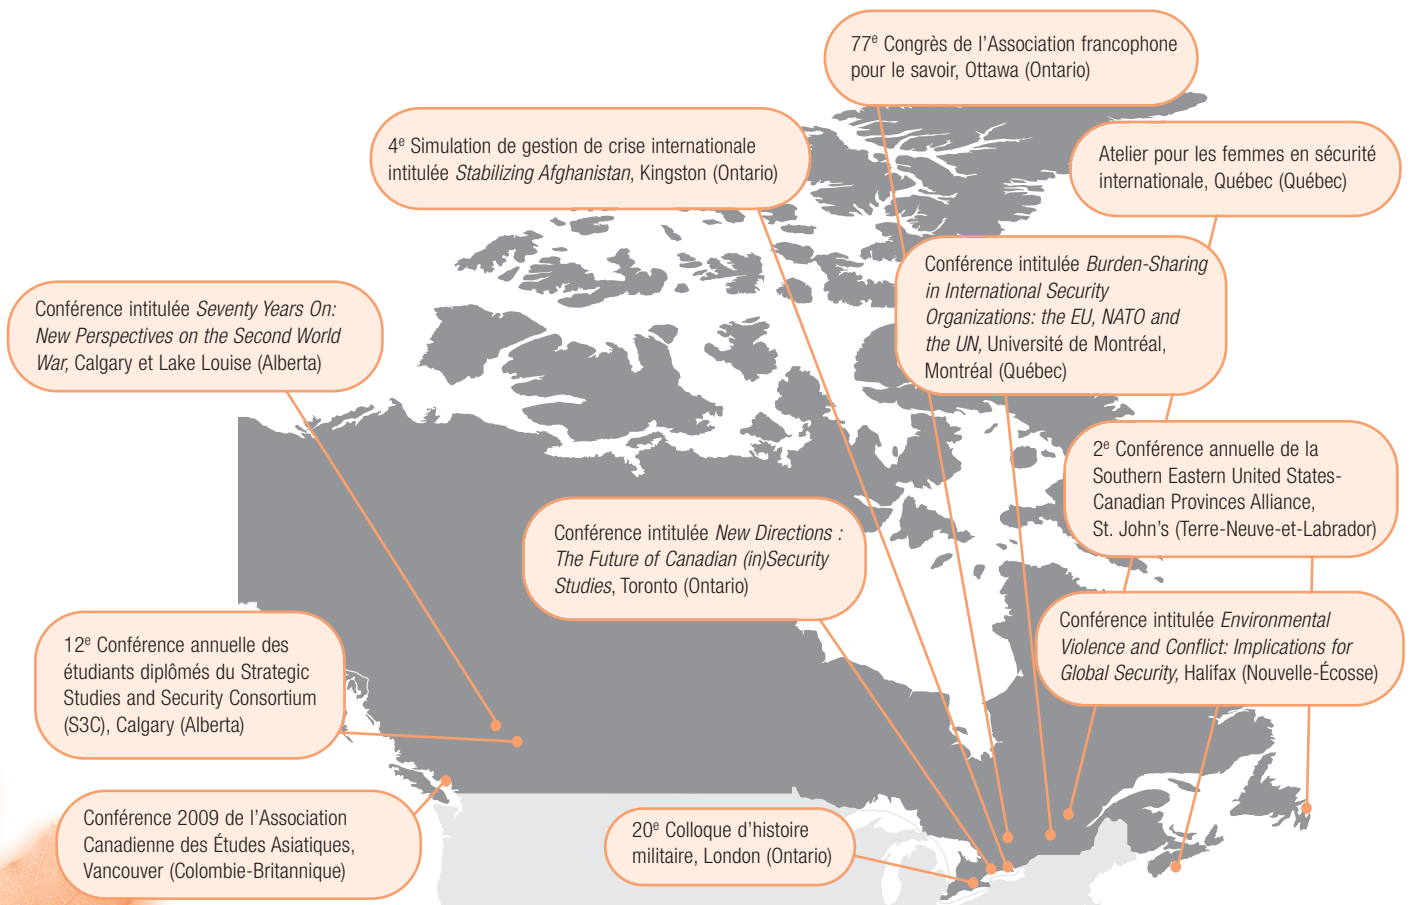 77e Congrès de l'Association francophone
pour le savoir, Ottawa (Ontario)
4e Simulation de gestion de crise internationale
intitulée Stabilizing Afghanistan, Kingston (Ontario)
Atelier pour les femmes en sécurité
internationale, Québec (Québec)
Conférence intitulée Burden-Sharing
in International Security
Organizations: the EU, NATO and
the UN, Université de Montréal,
Montréal (Québec)
Conférence intitulée Seventy Years On:
New Perspectives on the Second World
War, Calgary et Lake Louise (Alberta)
2e Conférence annuelle de la
Southern Eastern United States-
Canadian Provinces Alliance,
St. John's (Terre-Neuve-et-Labrador)
Conférence intitulée New Directions :
The Future of Canadian (in)Security
Studies, Toronto (Ontario)
Conférence intitulée Environmental
Violence and Conflict: Implications for
Global Security, Halifax (Nouvelle-Écosse)
12e Conférence annuelle des
étudiants diplômés du Strategic
Studies and Security Consortium
(S3C), Calgary (Alberta)
Conférence 2009 de l'Association
Canadienne des Études Asiatiques,
Vancouver (Colombie-Britannique)
20e Colloque d'histoire
militaire, London (Ontario)